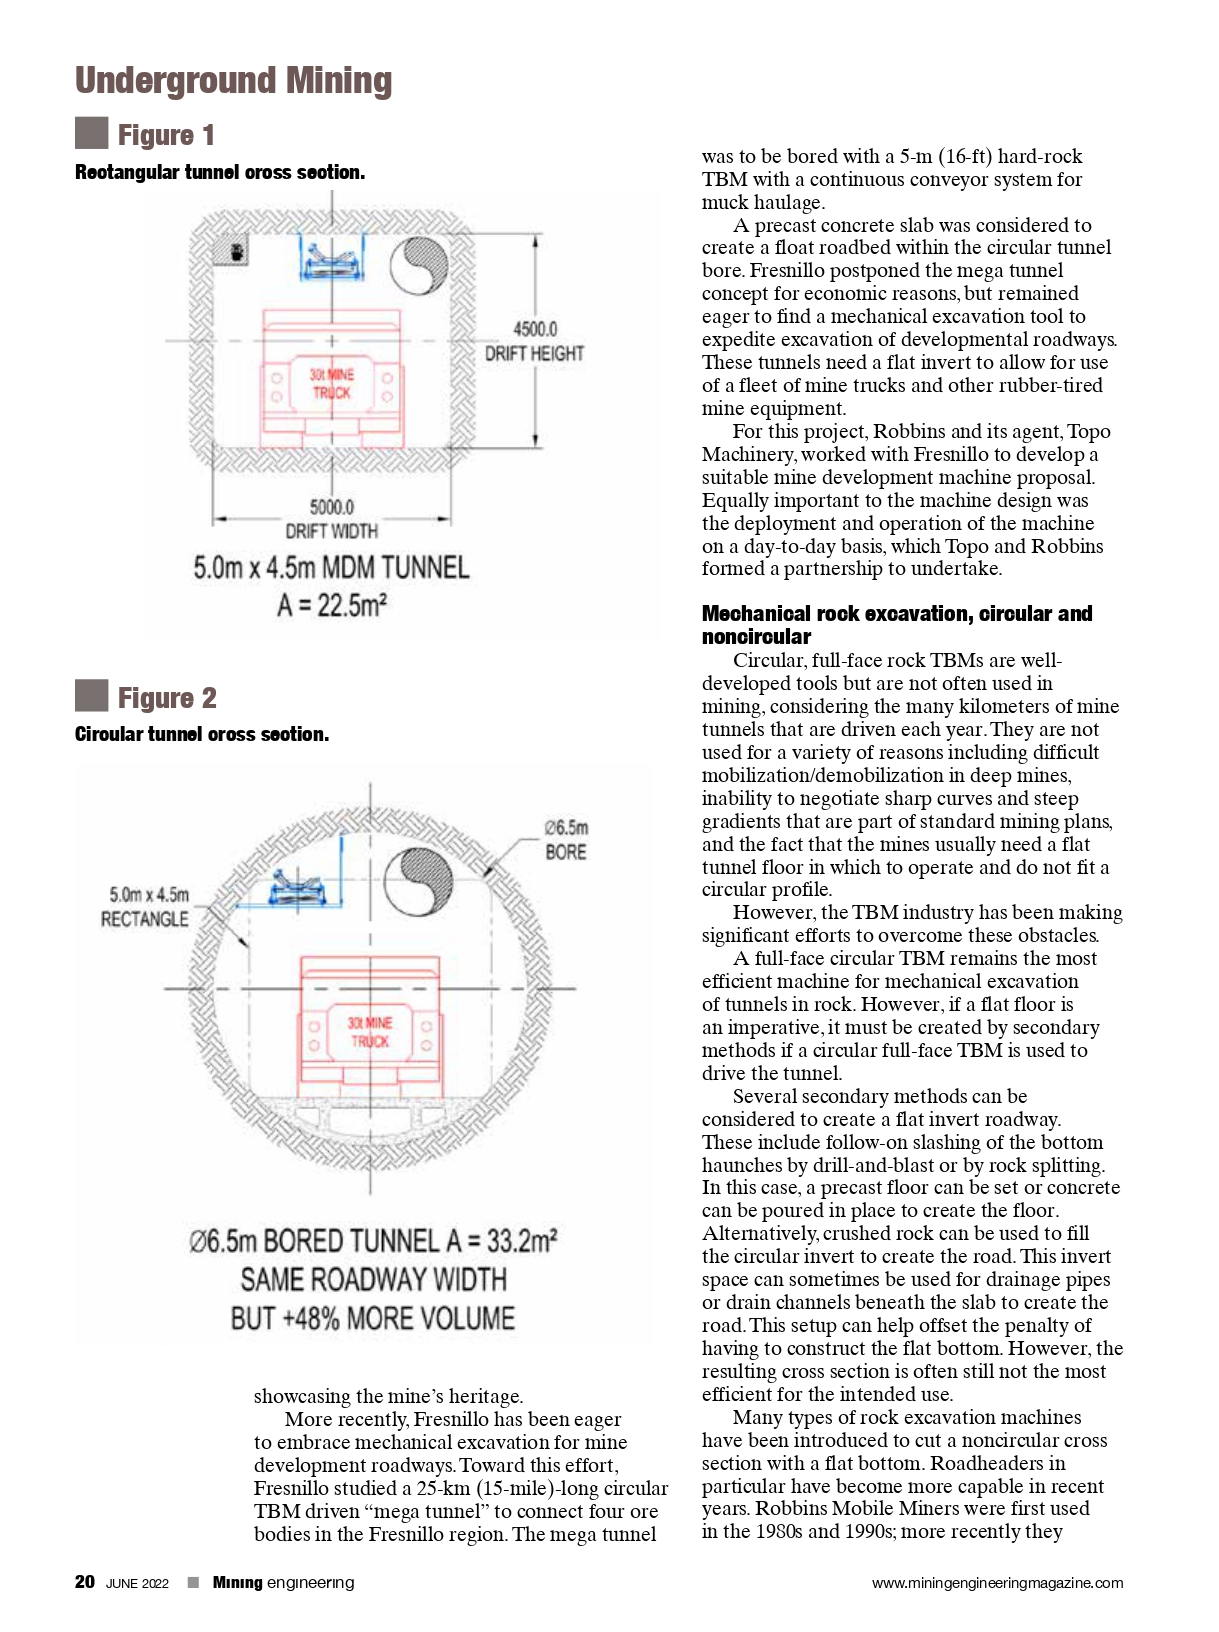 Underground Mining
Figure 1
Rectangular tunnel cross section.
30t MINE
TRUCK
4500.0
DRIFT HEIGHT
5000.0
DRIFT WIDTH
5.0m x 4.5m MDM TUNNEL
A = 22.5m²
Figure 2
Circular tunnel cross section.
Ø6.5m
BORE
5.0m x 4.5m
RECTANGLE
30t MINE
TRUCK
Ø6.5m BORED TUNNEL A = 33.2m²
SAME ROADWAY WIDTH
BUT +48% MORE VOLUME
showcasing the mine's heritage.
More recently, Fresnillo has been eager
to embrace mechanical excavation for mine
development roadways. Toward this effort,
Fresnillo studied a 25-km (15-mile)-long circular
TBM driven “mega tunnel” to connect four ore
bodies in the Fresnillo region. The mega tunnel
was to be bored with a 5-m (16-ft) hard-rock
TBM with a continuous conveyor system for
muck haulage.
A precast concrete slab was considered to
create a float roadbed within the circular tunnel
bore. Fresnillo postponed the mega tunnel
concept for economic reasons, but remained
eager to find a mechanical excavation tool to
expedite excavation of developmental roadways.
These tunnels need a flat invert to allow for use
of a fleet of mine trucks and other rubber-tired
mine equipment.
For this project, Robbins and its agent, Topo
Machinery, worked with Fresnillo to develop a
suitable mine development machine proposal.
Equally important to the machine design was
the deployment and operation of the machine
on a day-to-day basis, which Topo and Robbins
formed a partnership to undertake.
Mechanical rock excavation, circular and
noncircular
Circular, full-face rock TBMs are well-
developed tools but are not often used in
mining, considering the many kilometers of mine
tunnels that are driven each year. They are not
used for a variety of reasons including difficult
mobilization/demobilization in deep mines,
inability to negotiate sharp curves and steep
gradients that are part of standard mining plans,
and the fact that the mines usually need a flat
tunnel floor in which to operate and do not fit a
circular profile.
However, the TBM industry has been making
significant efforts to overcome these obstacles.
A full-face circular TBM remains the most
efficient machine for mechanical excavation
of tunnels in rock. However, if a flat floor is
an imperative, it must be created by secondary
methods if a circular full-face TBM is used to
drive the tunnel.
Several secondary methods can be
considered to create a flat invert roadway.
These include follow-on slashing of the bottom
haunches by drill-and-blast or by rock splitting.
In this case, a precast floor can be set or concrete
can be poured in place to create the floor.
Alternatively, crushed rock can be used to fill
the circular invert to create the road. This invert
space can sometimes be used for drainage pipes
or drain channels beneath the slab to create the
road. This setup can help offset the penalty of
having to construct the flat bottom. However, the
resulting cross section is often still not the most
efficient for the intended use.
Many types of rock excavation machines
have been introduced to cut a noncircular cross
section with a flat bottom. Roadheaders in
particular have become more capable in recent
years. Robbins Mobile Miners were first used
in the 1980s and 1990s; more recently they
20 JUNE 2022 Mining engineering
www.miningengineeringmagazine.com